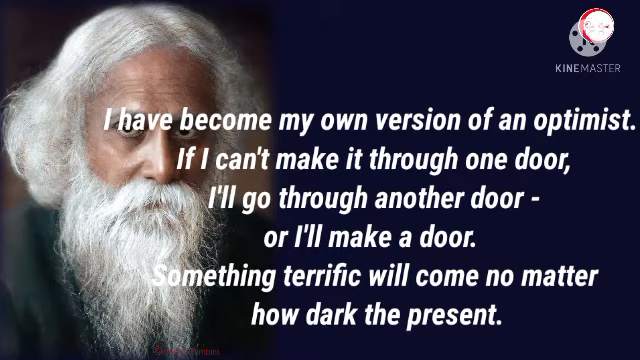 KINEMASTER
I have become my own version of an optimist.
If I can't make it through one door,
I'll go through another door -
or I'll make a door.
Something terrific will come no matter
how dark the present.